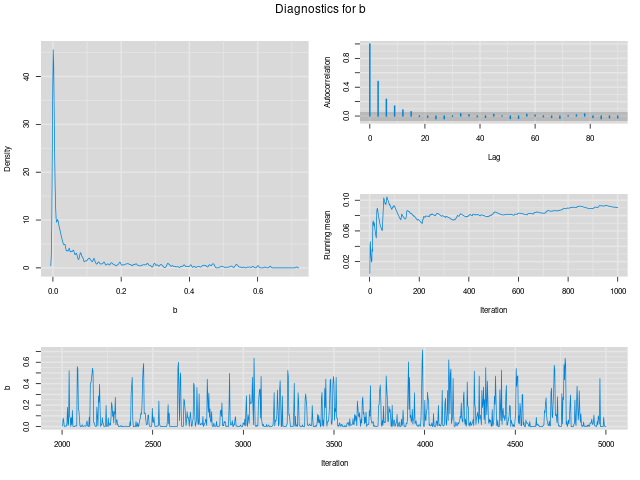 Diagnostics for b
Density
0 10 20 30 40
0.0 0.2 0.4 0.6
b
Autocorrelation
0.0 0.4 0.8
0 20 40 60 80
Lag
Running mean
0.02 0.06 0.10
0 200 400 600 800 1000
Iteration
b
0.0 0.2 0.4 0.6
2000 2500 3000 3500 4000 4500 5000
Iteration